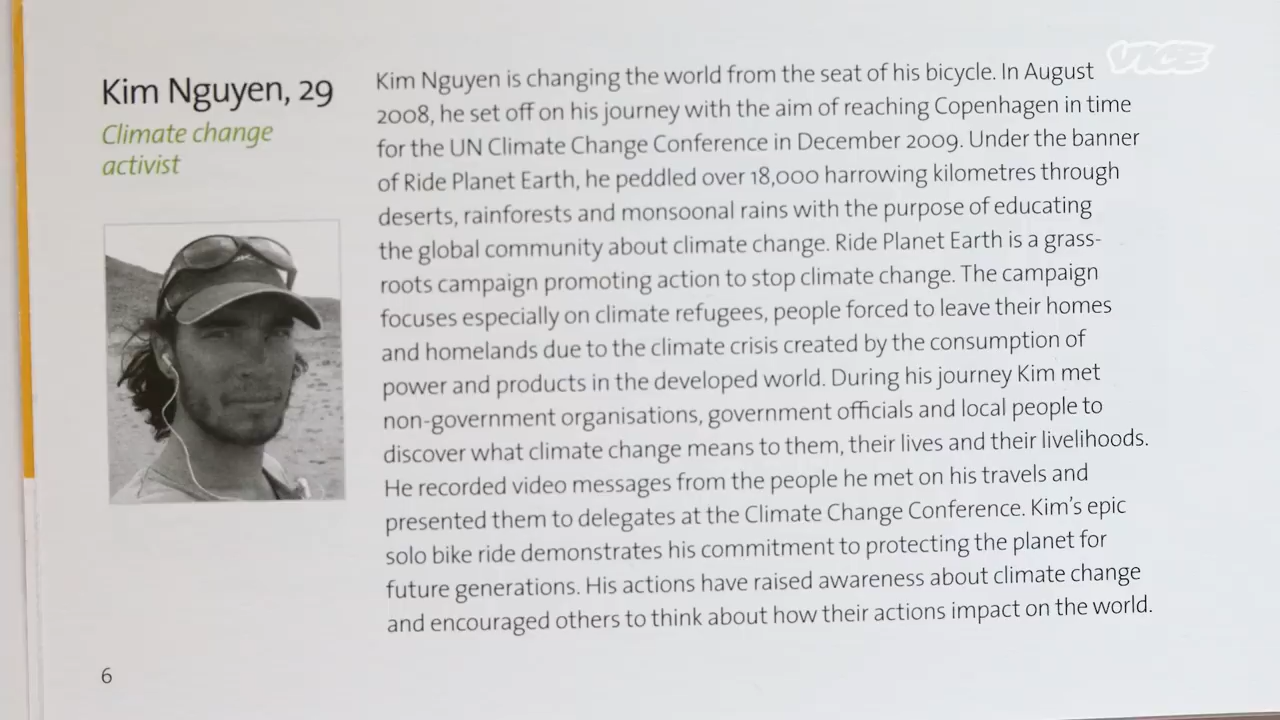 VICE
Kim Nguyen, 29
Climate change
activist
Kim Nguyen is changing the world from the seat of his bicycle. In August
2008, he set off on his journey with the aim of reaching Copenhagen in time
for the UN Climate Change Conference in December 2009. Under the banner
of Ride Planet Earth, he peddled over 18,000 harrowing kilometres through
deserts, rainforests and monsoonal rains with the purpose of educating
the global community about climate change. Ride Planet Earth is a grass-
roots campaign promoting action to stop climate change. The campaign
focuses especially on climate refugees, people forced to leave their homes
and homelands due to the climate crisis created by the consumption of
power and products in the developed world. During his journey Kim met
non-government organisations, government officials and local people to
discover what climate change means to them, their lives and their livelihoods.
He recorded video messages from the people he met on his travels and
presented them to delegates at the Climate Change Conference. Kim's epic
solo bike ride demonstrates his commitment to protecting the planet for
future generations. His actions have raised awareness about climate change
and encouraged others to think about how their actions impact on the world.
6